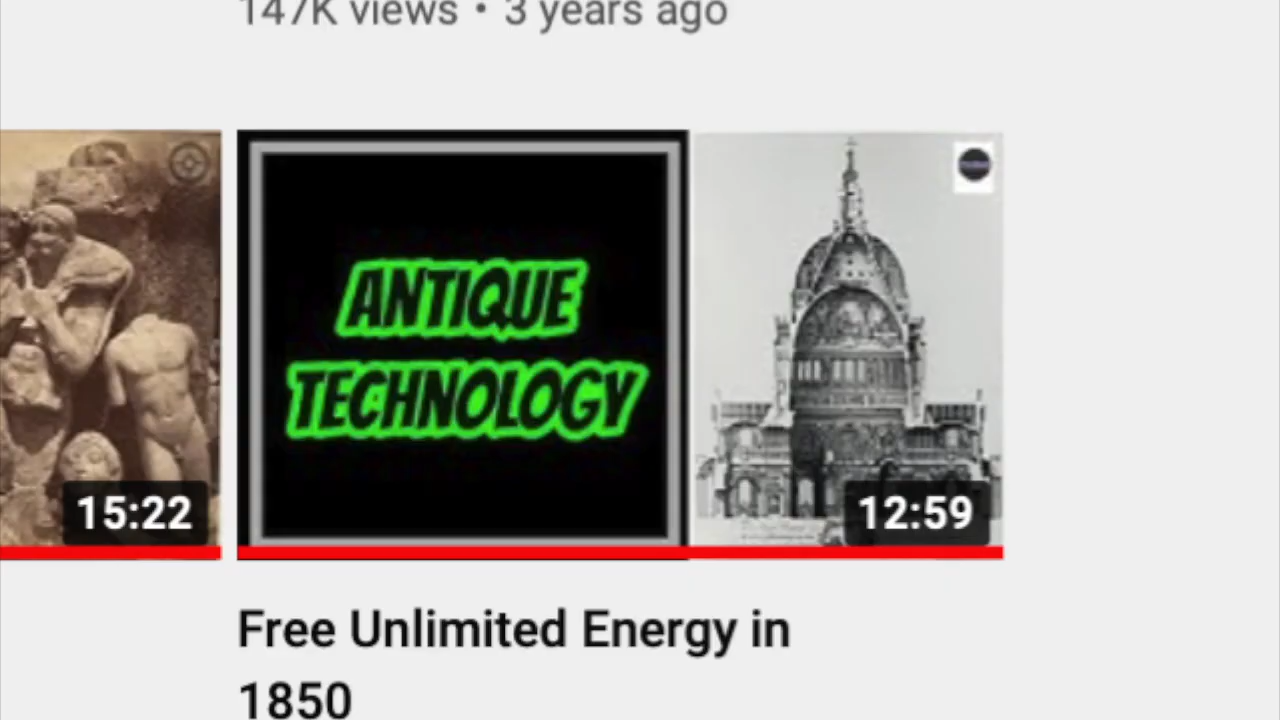 147K views • 3 years ago
ANTIQUE
TECHNOLOGY
15:22
12:59
Free Unlimited Energy in
1850